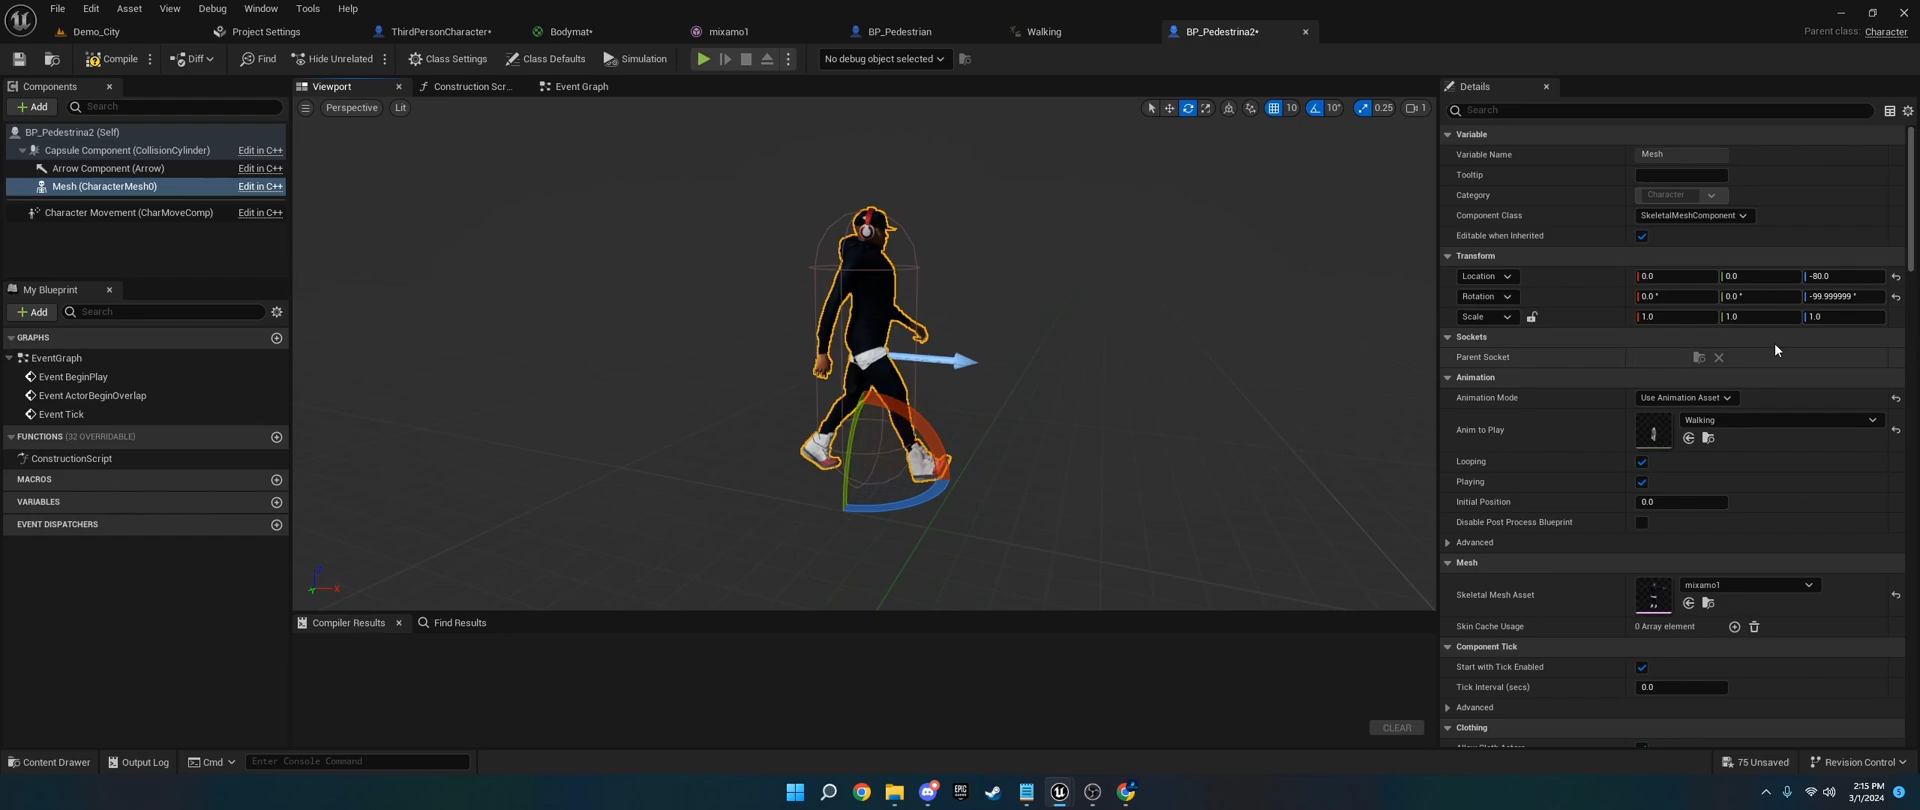 File Edit Asset View Debug Window Tools Help
Demo_City Project Settings ThirdPersonCharacter* Bodymat* mixamo1 BP_Pedestrian Walking BP_Pedestrina2* Parent class: Character
Compile Diff Find Hide Unrelated Class Settings Class Defaults Simulation No debug object selected
Components
Add Search
BP_Pedestrina2 (Self)
Capsule Component (CollisionCylinder) Edit in C++
Arrow Component (Arrow) Edit in C++
Mesh (CharacterMesh0) Edit in C++
Character Movement (CharMoveComp) Edit in C++
My Blueprint
Add Search
GRAPHS
EventGraph
Event BeginPlay
Event ActorBeginOverlap
Event Tick
FUNCTIONS (32 OVERRIDABLE)
ConstructionScript
MACROS
VARIABLES
EVENT DISPATCHERS
Viewport Construction Scr... Event Graph
Perspective Lit 10 10° 0.25 1
X
Compiler Results Find Results
CLEAR
Details
Search
Variable
Variable Name Mesh
Tooltip
Category Character
Component Class SkeletalMeshComponent
Editable when Inherited
Transform
Location 0.0 0.0 -80.0
Rotation 0.0 ° 0.0 ° -99.999999 °
Scale 1.0 1.0 1.0
Sockets
Parent Socket
Animation
Animation Mode Use Animation Asset
Anim to Play Walking
Looping
Playing
Initial Position 0.0
Disable Post Process Blueprint
Advanced
Mesh
Skeletal Mesh Asset mixamo1
Skin Cache Usage 0 Array element
Component Tick
Start with Tick Enabled
Tick Interval (secs) 0.0
Advanced
Clothing
Content Drawer Output Log Cmd Enter Console Command 75 Unsaved Revision Control
EPIC GAMES
2:15 PM
3/1/2024 5